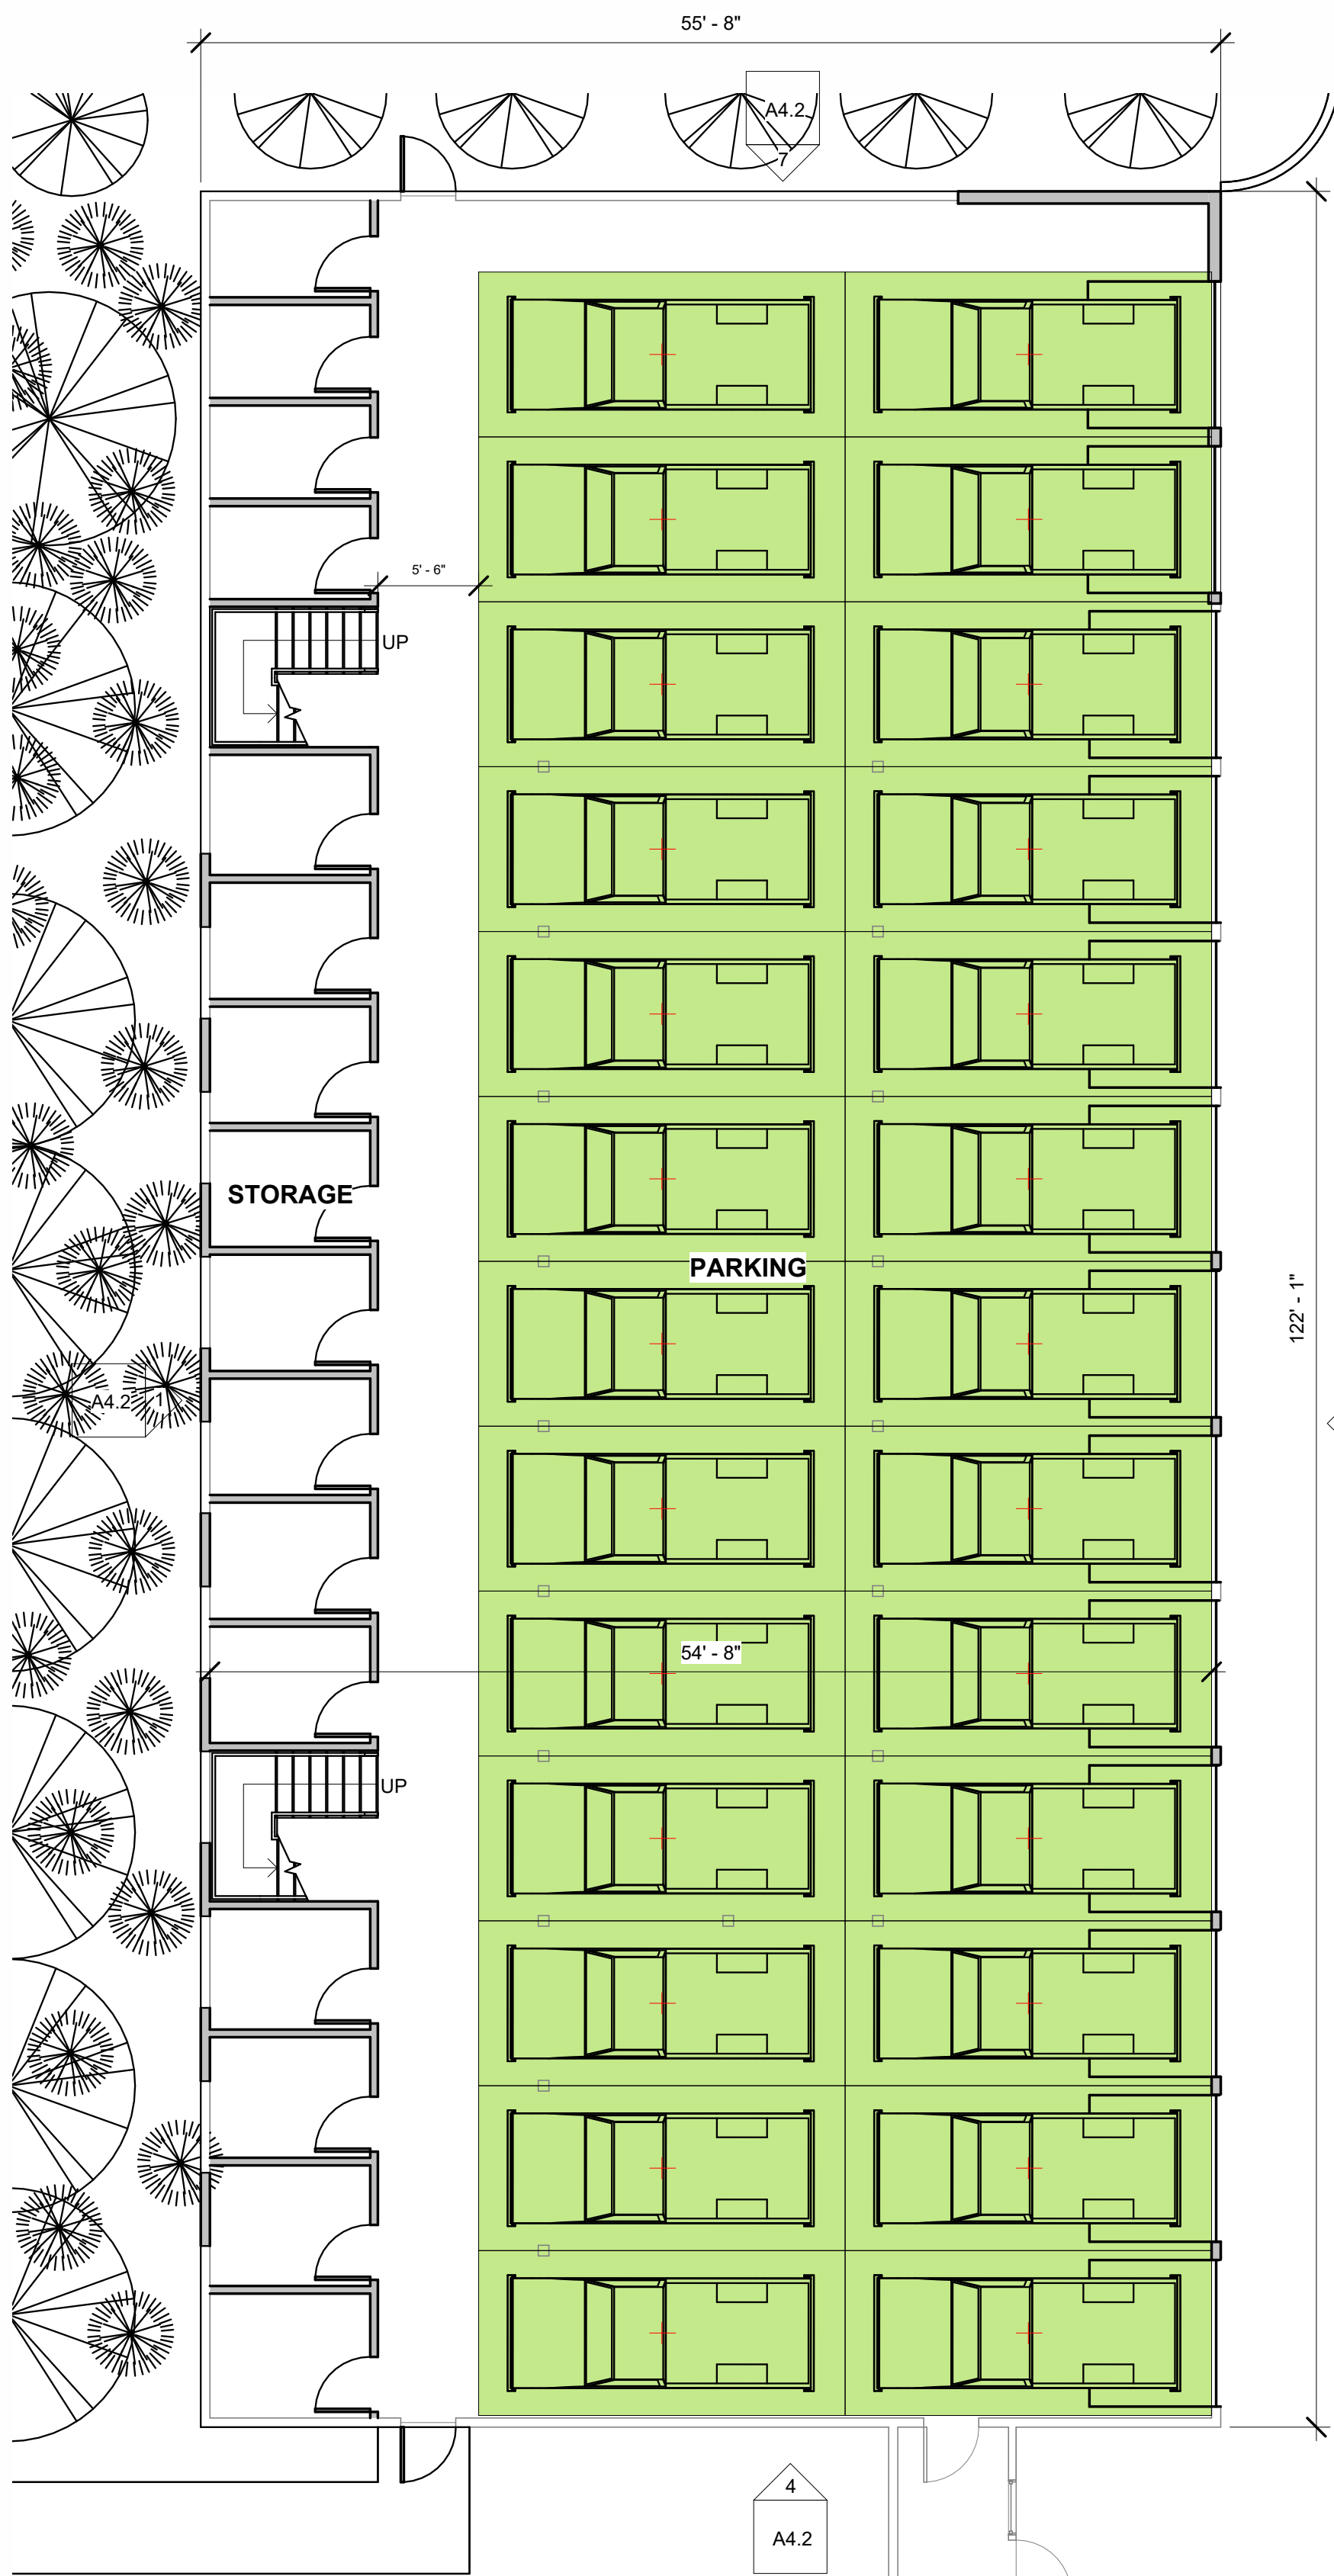 55' - 8"
A4.2
7
5' - 6"
UP
STORAGE
PARKING
122' - 1"
A4.2
1
54' - 8"
UP
4
A4.2